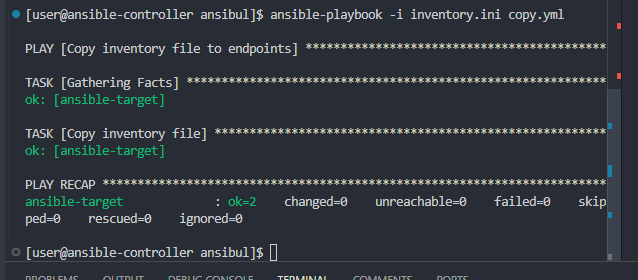 [user@ansible-controller ansibul]$ ansible-playbook -i inventory.ini copy.yml
PLAY [Copy inventory file to endpoints] *******************************************
TASK [Gathering Facts] ************************************************************
ok: [ansible-target]
TASK [Copy inventory file] ********************************************************
ok: [ansible-target]
PLAY RECAP ************************************************************************
ansible-target             : ok=2    changed=0    unreachable=0    failed=0    skip
ped=0    rescued=0    ignored=0
[user@ansible-controller ansibul]$
PROBLEMS OUTPUT DEBUG CONSOLE TERMINAL COMMENTS PORTS